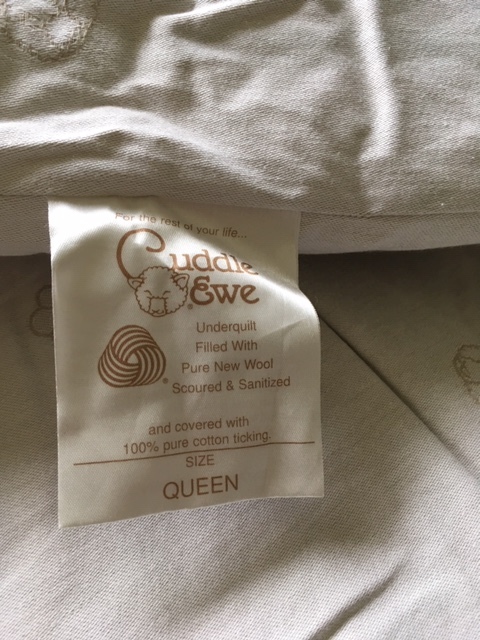 For the rest of your life...
Cuddle
Ewe
®
Underquilt
Filled With
Pure New Wool
® Scoured & Sanitized
and covered with
100% pure cotton ticking.
SIZE
QUEEN